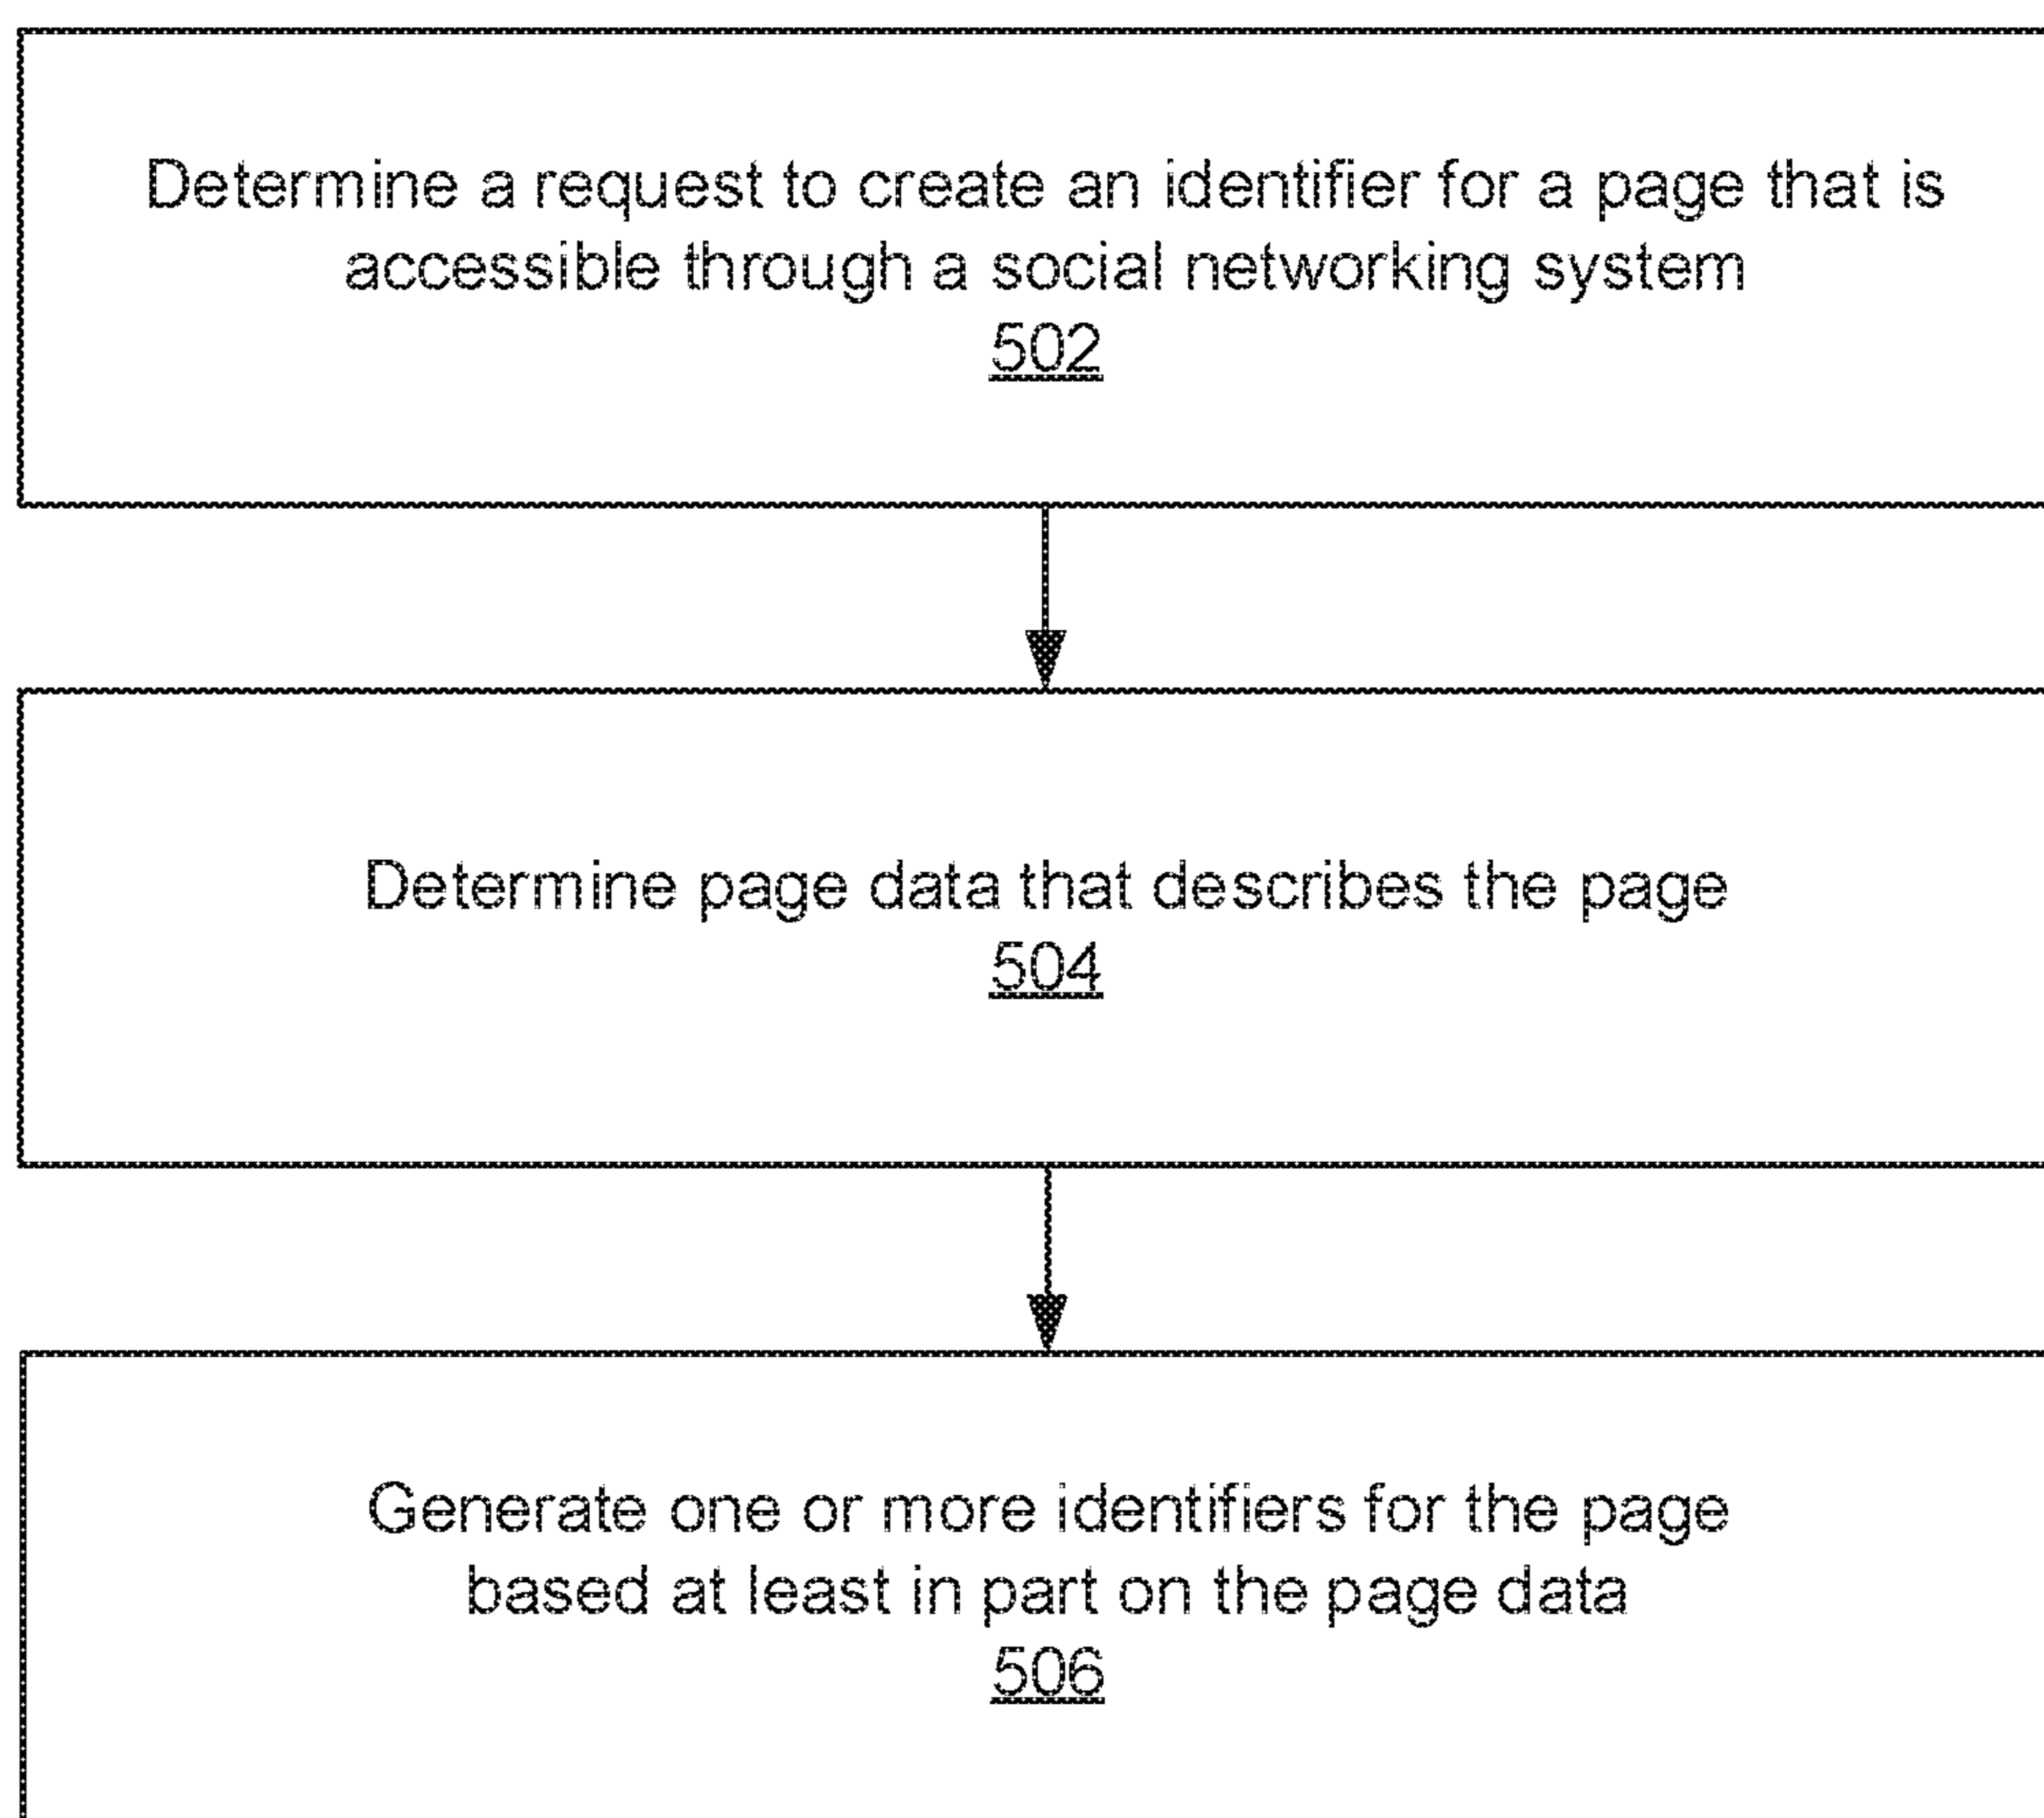 Determine a request to create an identifier for a page that is
accessible through a social networking system
502
Determine page data that describes the page
504
Generate one or more identifiers for the page
based at least in part on the page data
506